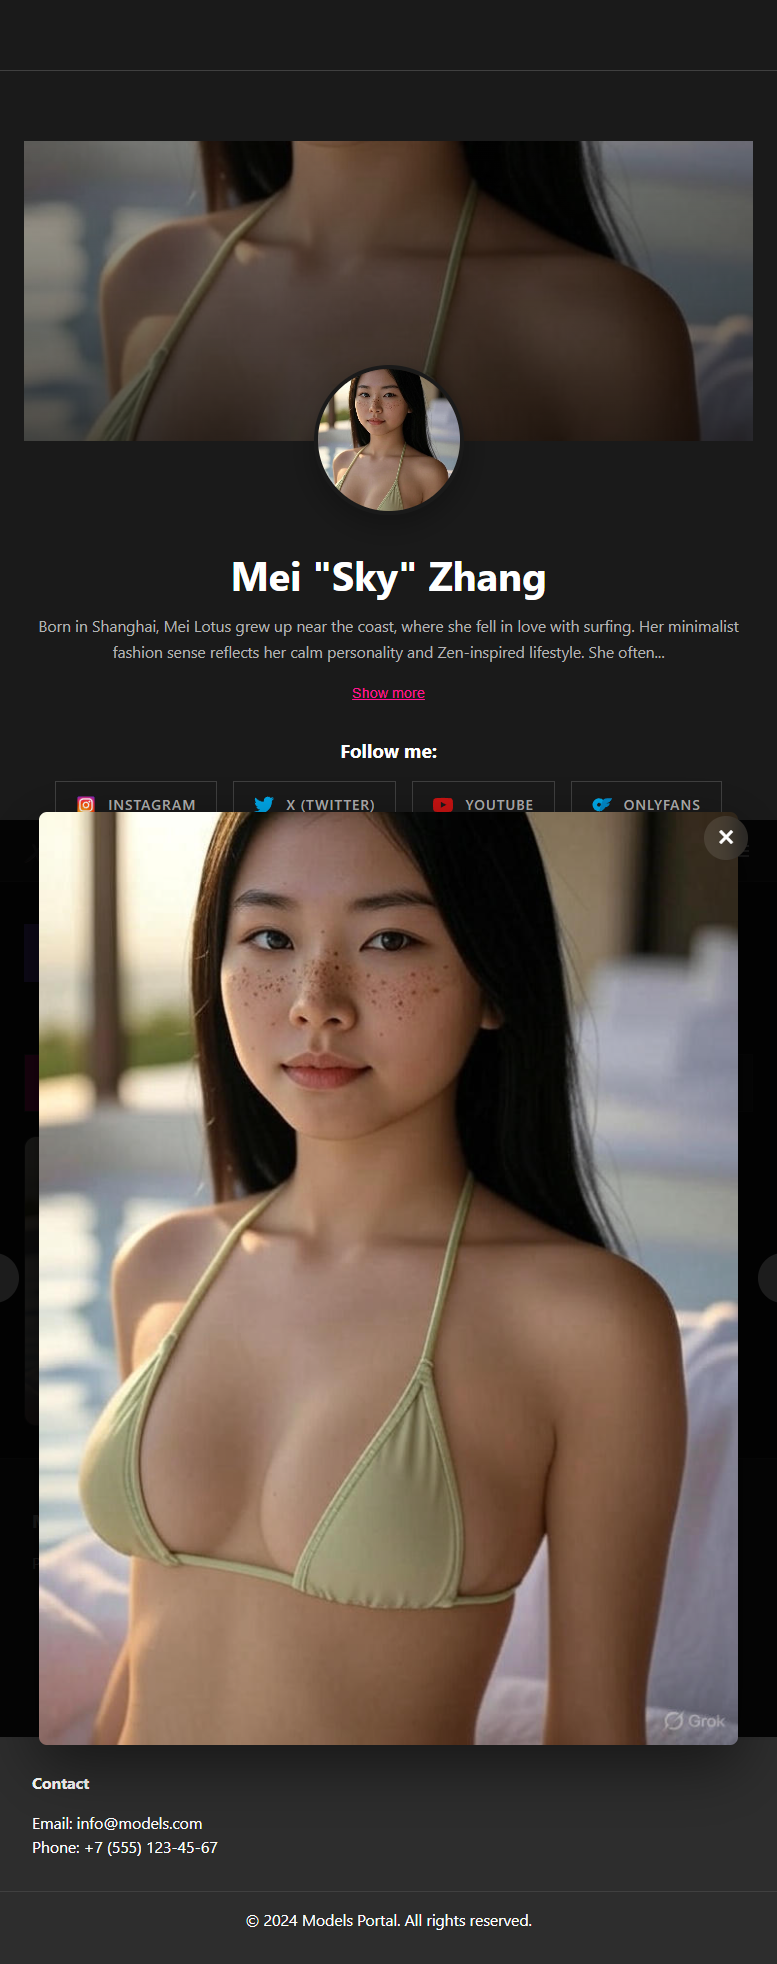 Mei "Sky" Zhang
Born in Shanghai, Mei Lotus grew up near the coast, where she fell in love with surfing. Her minimalist
fashion sense reflects her calm personality and Zen-inspired lifestyle. She often...
Show more
Follow me:
INSTAGRAM
X (TWITTER)
YOUTUBE
ONLYFANS
Grok
Contact
Email: info@models.com
Phone: +7 (555) 123-45-67
© 2024 Models Portal. All rights reserved.